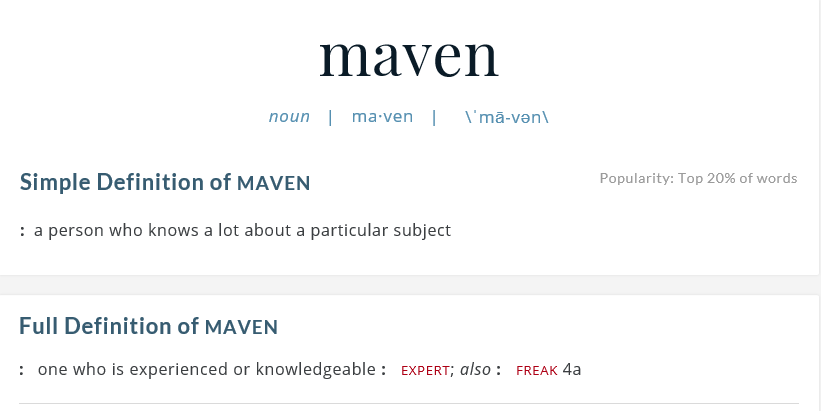 maven
noun | ma·ven | \ˈmā-vən\
Simple Definition of MAVEN
Popularity: Top 20% of words
: a person who knows a lot about a particular subject
Full Definition of MAVEN
: one who is experienced or knowledgeable : EXPERT; also : FREAK 4a